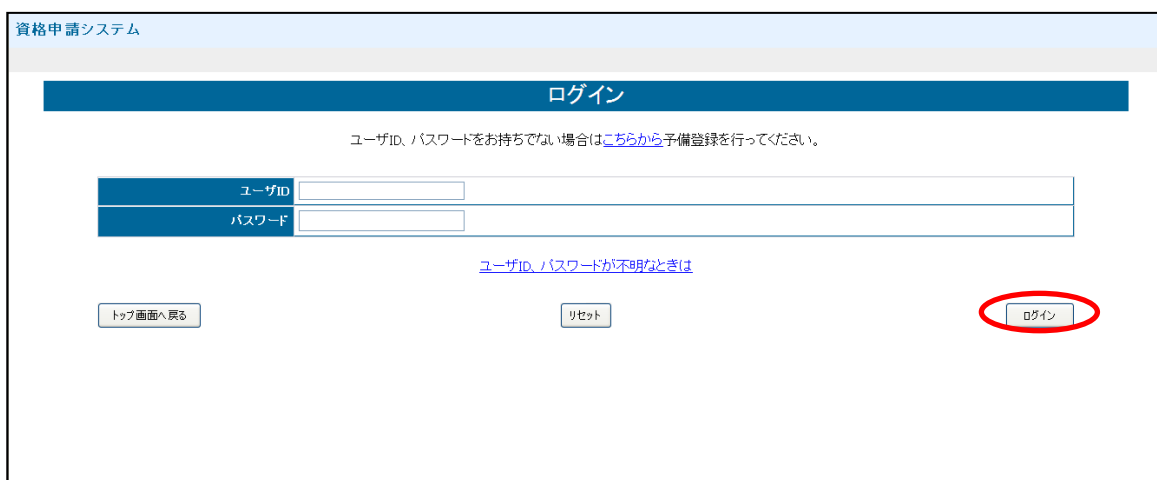 資格申請システム
ログイン
ユーザID、パスワードをお持ちでない場合はこちらから予備登録を行ってください。
ユーザID
パスワード
ユーザID、パスワードが不明なときは
トップ画面へ戻る リセット ログイン